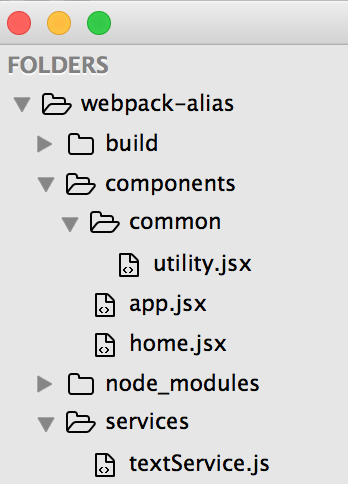 FOLDERS
webpack-alias
build
components
common
utility.jsx
app.jsx
home.jsx
node_modules
services
textService.js